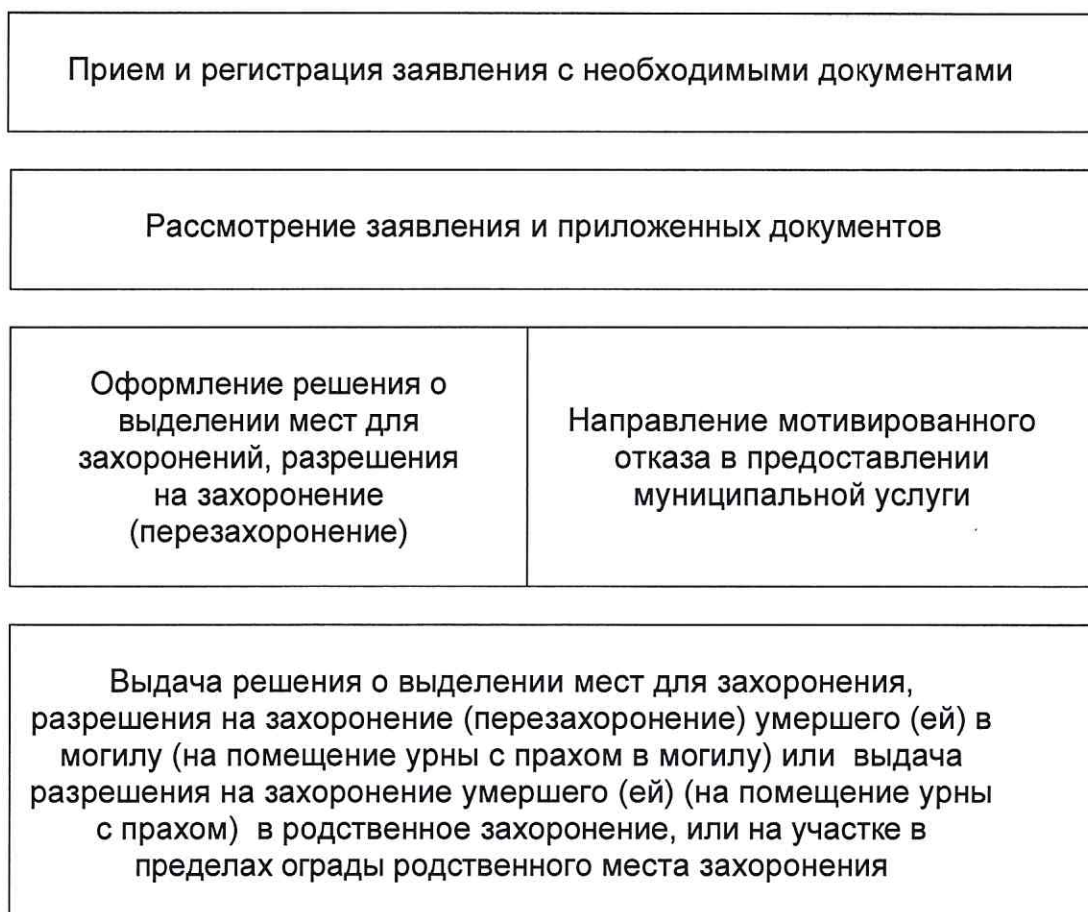 Прием и регистрация заявления с необходимыми документами
Рассмотрение заявления и приложенных документов
Оформление решения о
выделении мест для
захоронений, разрешения
на захоронение
(перезахоронение)
Направление мотивированного
отказа в предоставлении
муниципальной услуги
Выдача решения о выделении мест для захоронения,
разрешения на захоронение (перезахоронение) умершего (ей) в
могилу (на помещение урны с прахом в могилу) или выдача
разрешения на захоронение умершего (ей) (на помещение урны
с прахом) в родственное захоронение, или на участке в
пределах ограды родственного места захоронения